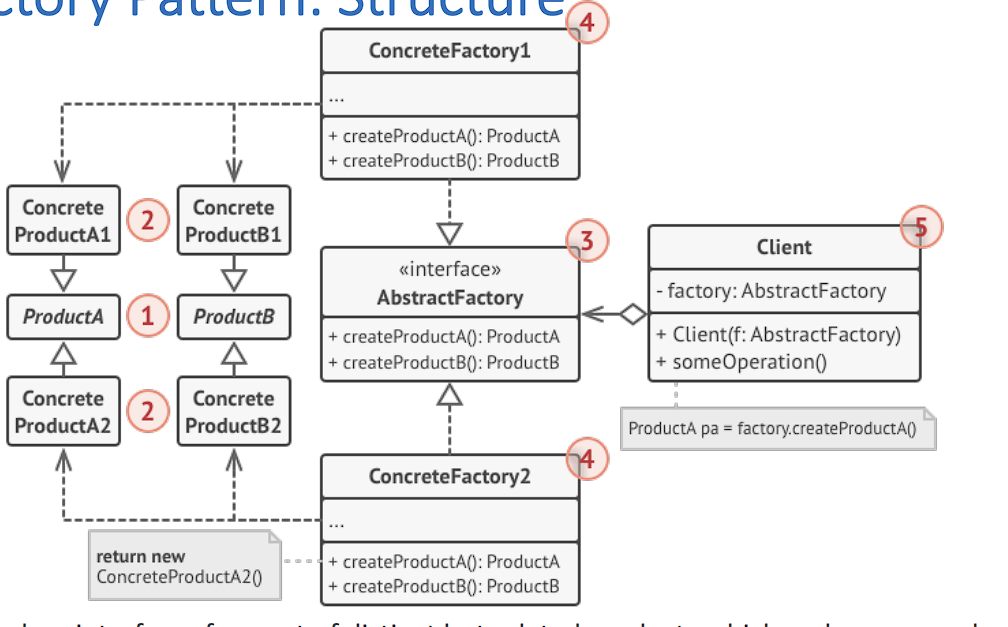 Pattern: Structure
4
ConcreteFactory1
...
+ createProductA(): ProductA
+ createProductB(): ProductB
Concrete
ProductA1
2
Concrete
ProductB1
ProductA
1
ProductB
Concrete
ProductA2
2
Concrete
ProductB2
3
«interface»
AbstractFactory
+ createProductA(): ProductA
+ createProductB(): ProductB
5
Client
- factory: AbstractFactory
+ Client(f: AbstractFactory)
+ someOperation()
ProductA pa = factory.createProductA()
4
ConcreteFactory2
...
+ createProductA(): ProductA
+ createProductB(): ProductB
return new
ConcreteProductA2()